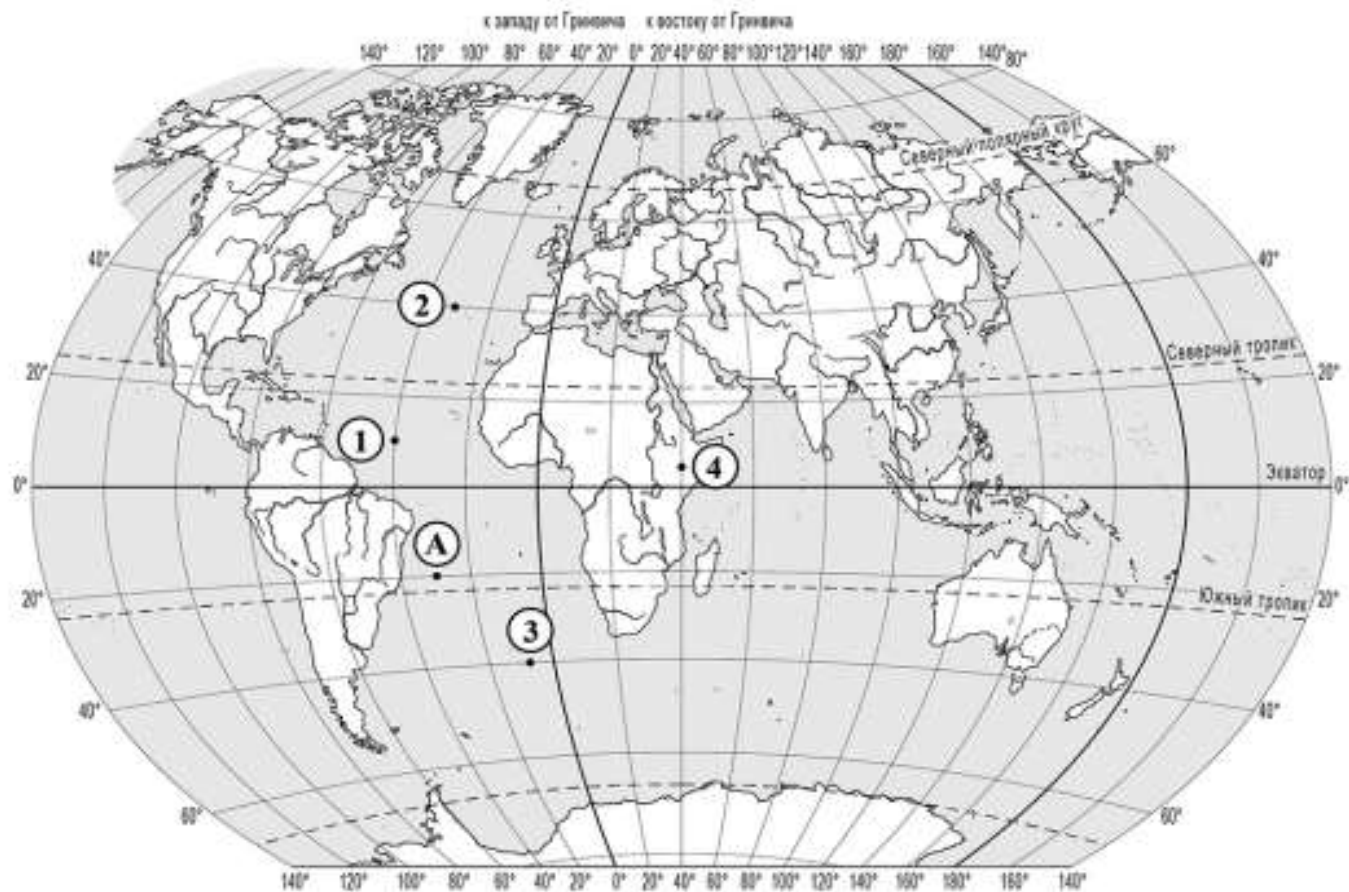 к западу от Гринвича к востоку от Гринвича
140° 120° 100° 80° 60° 40° 20° 0° 20° 40° 60° 80° 100° 120° 140° 160° 180° 160° 140° 80°
Северный полярный круг
60°
40° 40°
2
Северный тропик
20° 20°
1
4
Экватор
0° 0°
А
20° 20°
Южный тропик
3
40° 40°
60° 60°
140° 120° 100° 80° 60° 40° 20° 0° 20° 40° 60° 80° 100° 120° 140° 160° 180° 160° 140°